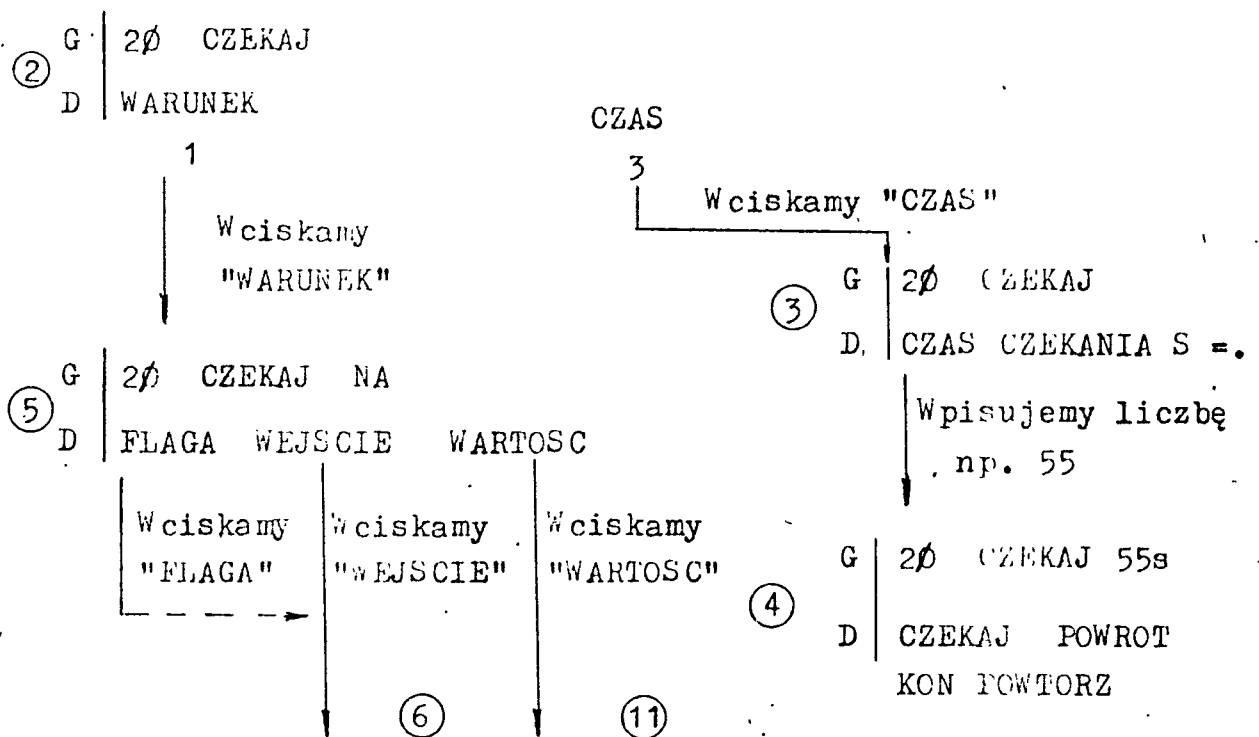 ② G 2Ø CZEKAJ
D WARUNEK
CZAS
1
3
Wciskamy "CZAS"
Wciskamy
"WARUNEK"
③ G 2Ø CZEKAJ
D CZAS CZEKANIA S =.
⑤ G 2Ø CZEKAJ NA
D FLAGA WEJSCIE WARTOSC
Wpisujemy liczbę
np. 55
Wciskamy
"FLAGA"
Wciskamy
"WEJSCIE"
Wciskamy
"WARTOSC"
④ G 2Ø CZEKAJ 55s
D CZEKAJ POWROT
KON POWTORZ
⑥
⑪